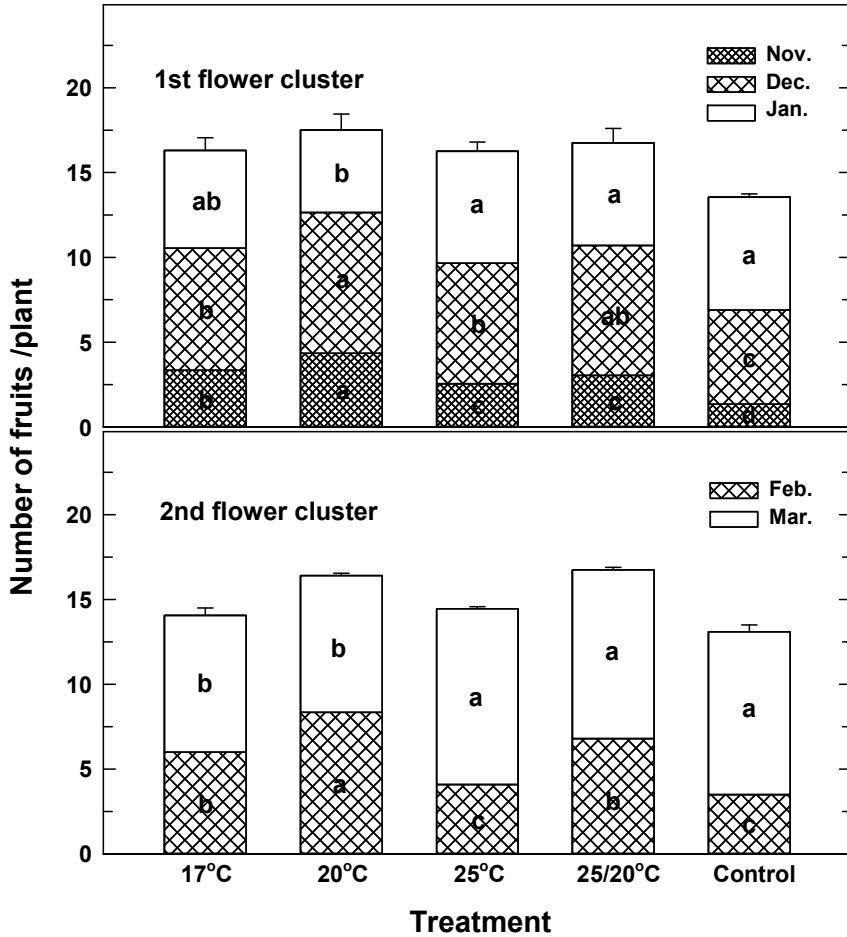 Number of fruits /plant
1st flower cluster
Nov.
Dec.
Jan.
20
15
10
5
0
ab b a a a
b a b ab c
b a c c d
2nd flower cluster
Feb.
Mar.
20
15
10
5
0
b b a a a
b a c b c
17°C 20°C 25°C 25/20°C Control
Treatment